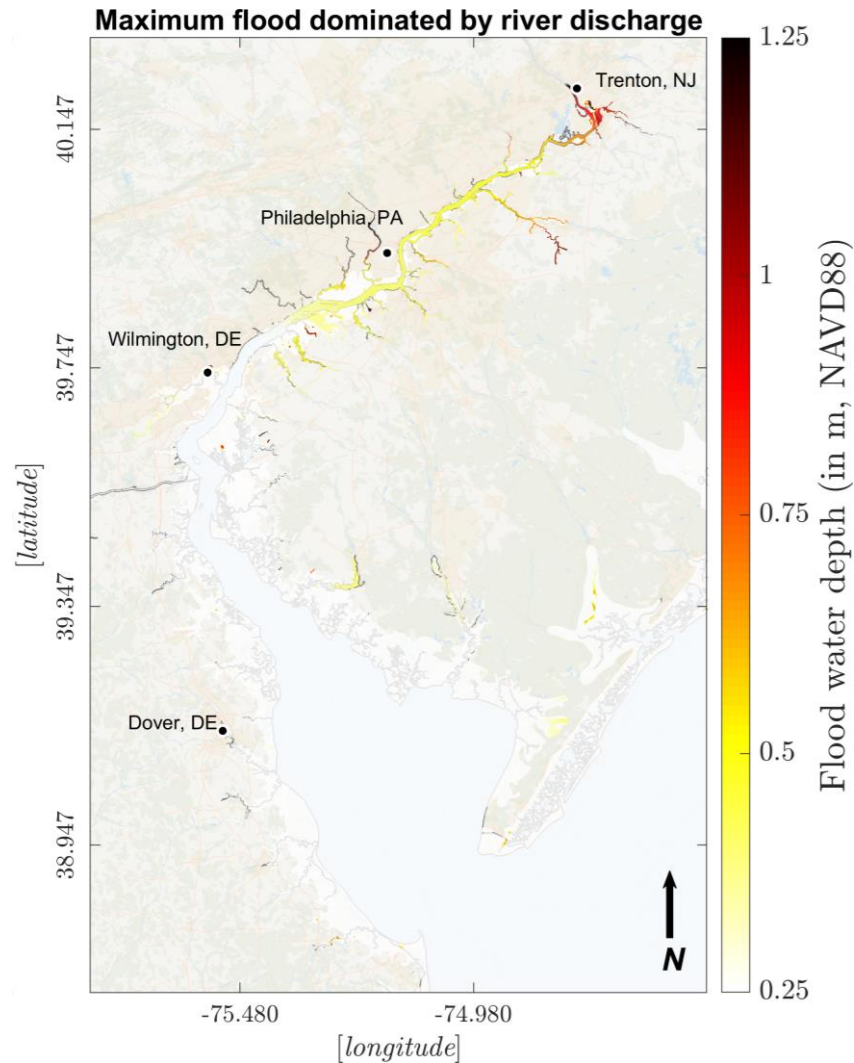 Maximum flood dominated by river discharge
Trenton, NJ
Philadelphia, PA
Wilmington, DE
Dover, DE
N
40.147
39.747
39.347
38.947
[latitude]
-75.480
-74.980
[longitude]
1.25
1
0.75
0.5
0.25
Flood water depth (in m, NAVD88)